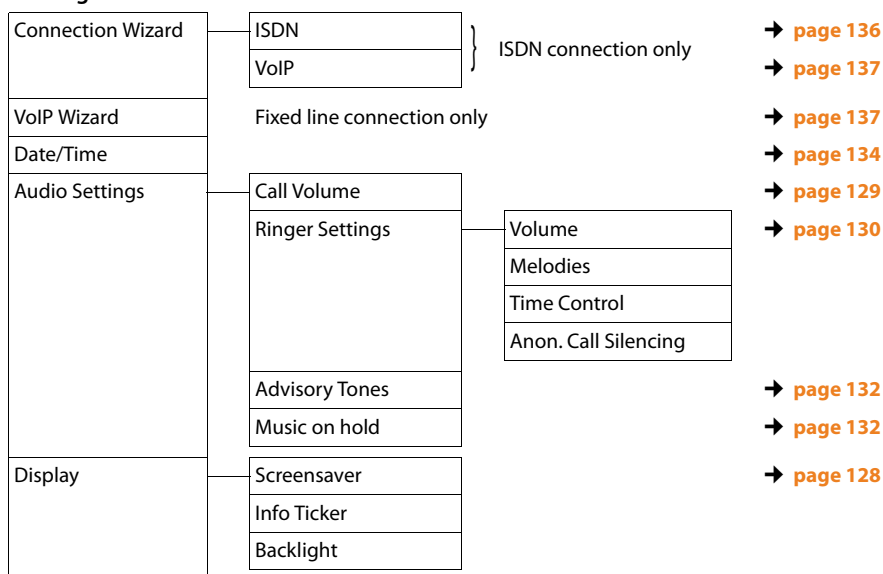 Connection Wizard ISDN ➔ page 136
ISDN connection only
VoIP ➔ page 137
VoIP Wizard Fixed line connection only ➔ page 137
Date/Time ➔ page 134
Audio Settings Call Volume ➔ page 129
Ringer Settings Volume ➔ page 130
Melodies
Time Control
Anon. Call Silencing
Advisory Tones ➔ page 132
Music on hold ➔ page 132
Display Screensaver ➔ page 128
Info Ticker
Backlight